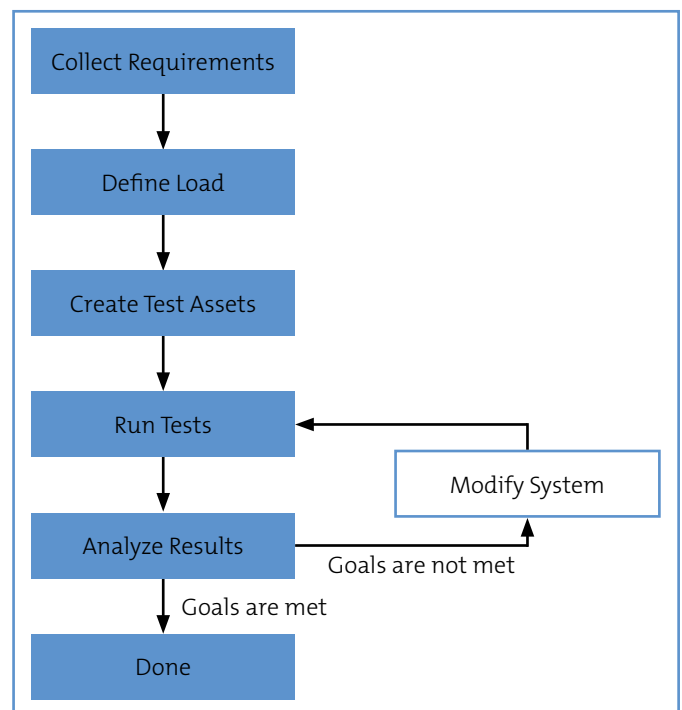 Collect Requirements
Define Load
Create Test Assets
Run Tests
Modify System
Analyze Results
Goals are not met
Goals are met
Done